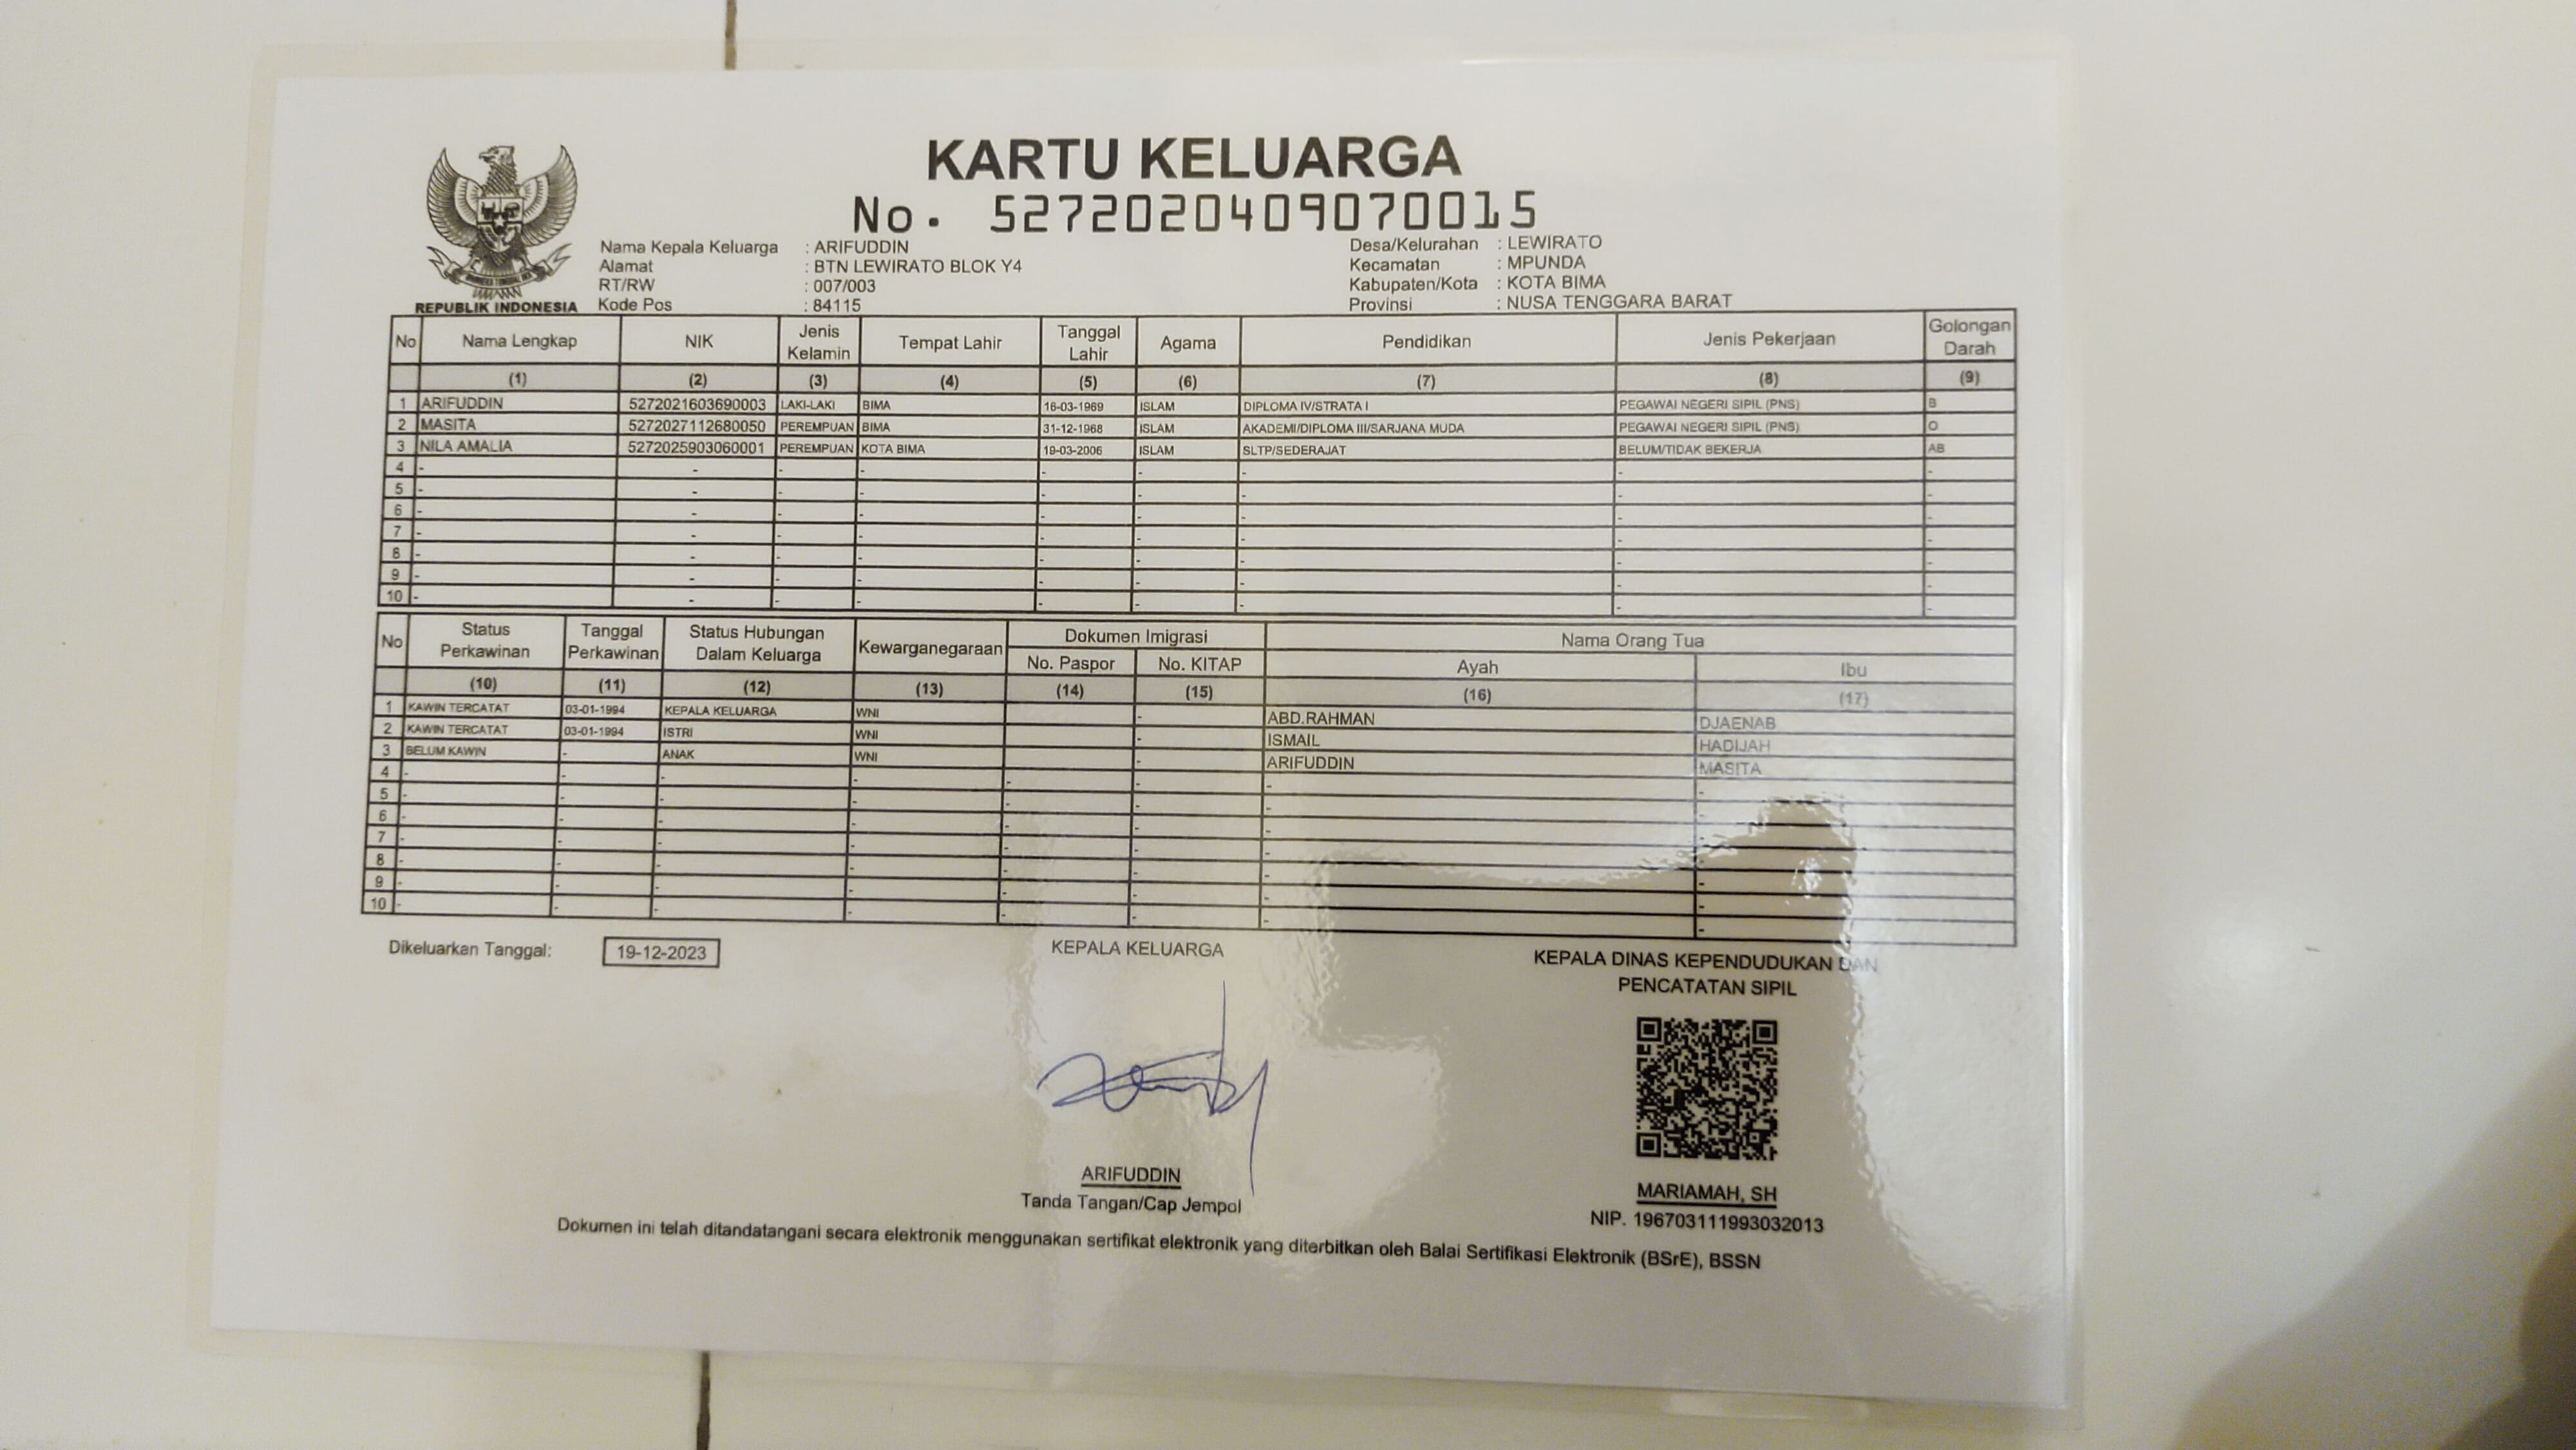 KARTU KELUARGA
No. 5272020409070015
REPUBLIK INDONESIA
Nama Kepala Keluarga : ARIFUDDIN
Alamat : BTN LEWIRATO BLOK Y4
RT/RW : 007/003
Kode Pos : 84115
Desa/Kelurahan : LEWIRATO
Kecamatan : MPUNDA
Kabupaten/Kota : KOTA BIMA
Provinsi : NUSA TENGGARA BARAT
No Nama Lengkap NIK Jenis Kelamin Tempat Lahir Tanggal Lahir Agama Pendidikan Jenis Pekerjaan Golongan Darah
(1) (2) (3) (4) (5) (6) (7) (8) (9)
1 ARIFUDDIN 5272021603690003 LAKI-LAKI BIMA 16-03-1969 ISLAM DIPLOMA IV/STRATA I PEGAWAI NEGERI SIPIL (PNS) B
2 MASITA 5272027112680050 PEREMPUAN BIMA 31-12-1968 ISLAM AKADEMI/DIPLOMA III/SARJANA MUDA PEGAWAI NEGERI SIPIL (PNS) O
3 NILA AMALIA 5272025903060001 PEREMPUAN KOTA BIMA 19-03-2006 ISLAM SLTP/SEDERAJAT BELUM/TIDAK BEKERJA AB
4 - - - - - - - - -
5 - - - - - - - - -
6 - - - - - - - - -
7 - - - - - - - - -
8 - - - - - - - - -
9 - - - - - - - - -
10 - - - - - - - - -
No Status Perkawinan Tanggal Perkawinan Status Hubungan Dalam Keluarga Kewarganegaraan Dokumen Imigrasi Nama Orang Tua
No. Paspor No. KITAP Ayah Ibu
(10) (11) (12) (13) (14) (15) (16) (17)
1 KAWIN TERCATAT 03-01-1994 KEPALA KELUARGA WNI - ABD.RAHMAN DJAENAB
2 KAWIN TERCATAT 03-01-1994 ISTRI WNI - ISMAIL HADIJAH
3 BELUM KAWIN - ANAK WNI - ARIFUDDIN MASITA
4 - - - - - - - -
5 - - - - - - - -
6 - - - - - - - -
7 - - - - - - - -
8 - - - - - - - -
9 - - - - - - - -
10 - - - - - - - -
Dikeluarkan Tanggal: 19-12-2023
KEPALA KELUARGA
ARIFUDDIN
Tanda Tangan/Cap Jempol
KEPALA DINAS KEPENDUDUKAN DAN
PENCATATAN SIPIL
MARIAMAH, SH
NIP. 196703111993032013
Dokumen ini telah ditandatangani secara elektronik menggunakan sertifikat elektronik yang diterbitkan oleh Balai Sertifikasi Elektronik (BSrE), BSSN